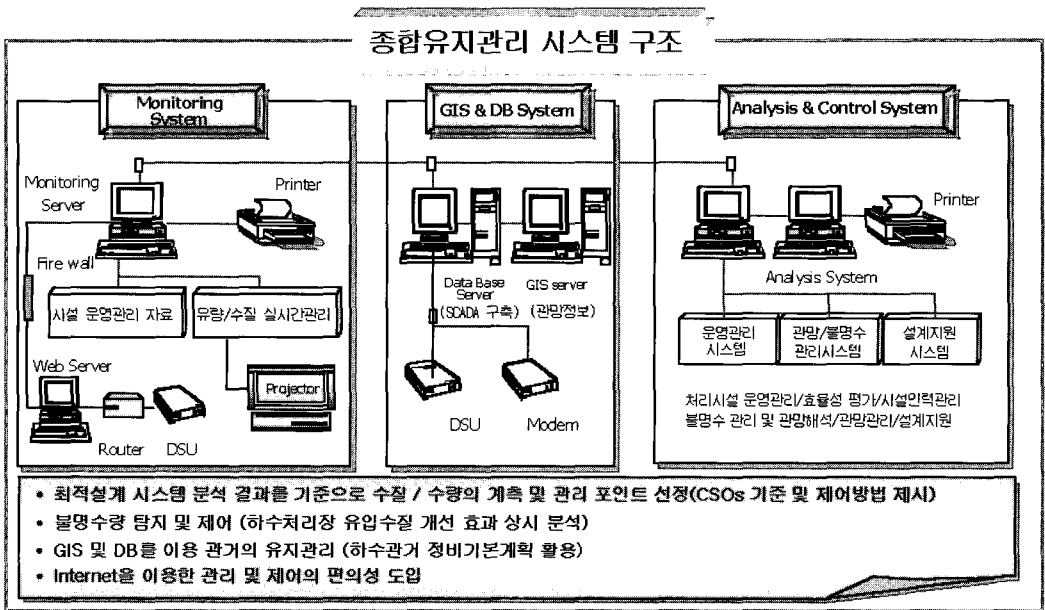 종합유지관리 시스템 구조
Monitoring
System
Monitoring
Server
Printer
Fire wall
시설 운영관리 자료
유량/수질 실시간관리
Web Server
Projector
Router
DSU
GIS & DB System
Data Base
Server
(SCADA 구축)
GIS server
(관망정보)
DSU
Modem
Analysis & Control System
Printer
Analysis System
운영관리
시스템
관망/불명수
관리시스템
설계지원
시스템
처리시설 운영관리/효율성 평가/시설인력관리
불명수 관리 및 관망해석/관망관리/설계지원
• 최적설계 시스템 분석 결과를 기준으로 수질 / 수량의 계측 및 관리 포인트 선정(CSOs 기준 및 제어방법 제시)
• 불명수량 탐지 및 제어 (하수처리장 유입수질 개선 효과 상시 분석)
• GIS 및 DB를 이용 관거의 유지관리 (하수관거 정비기본계획 활용)
• Internet을 이용한 관리 및 제어의 편의성 도입